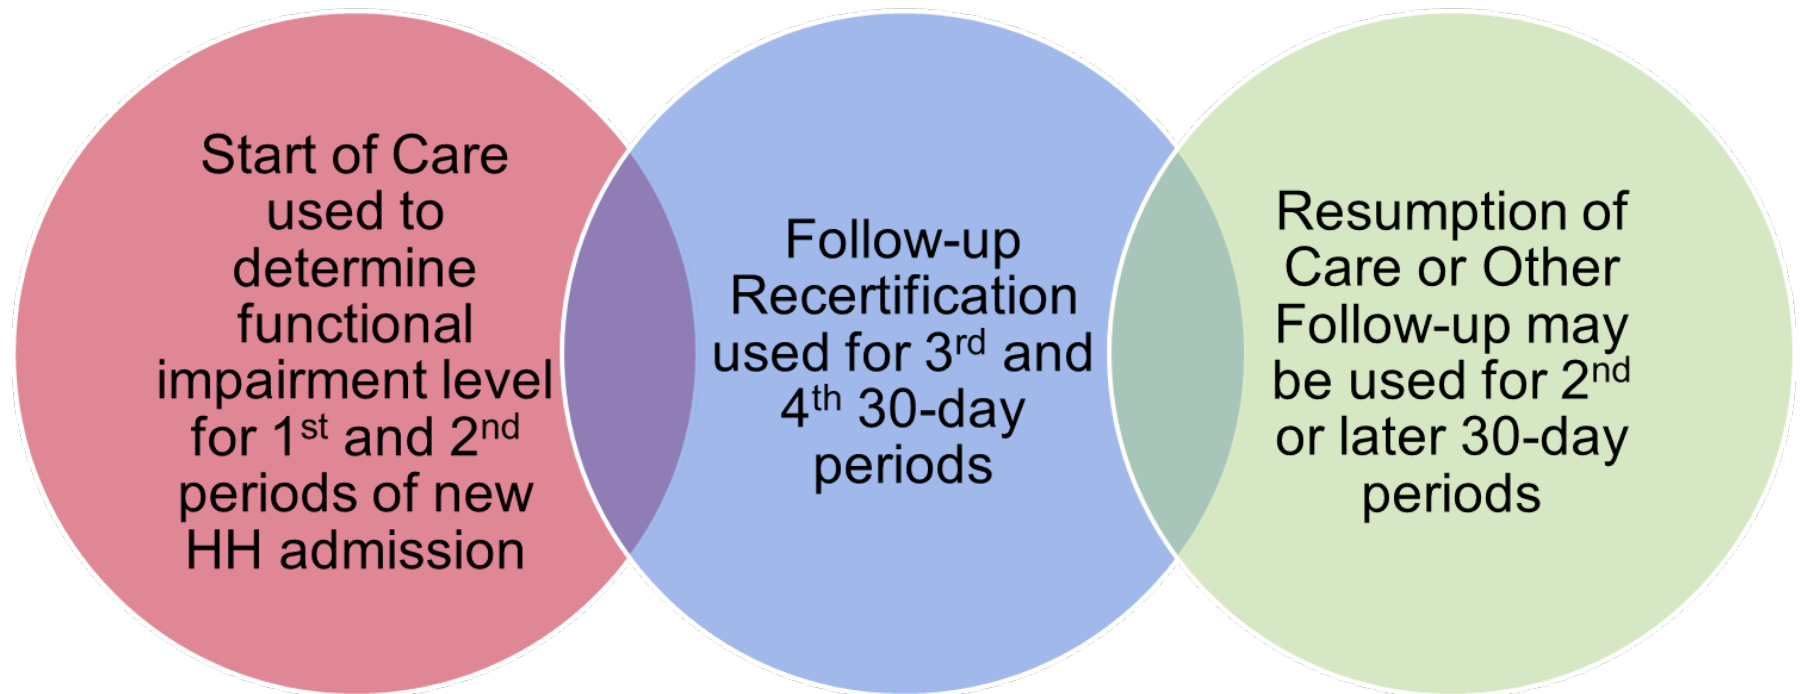 Start of Care
used to
determine
functional
impairment level
for 1st and 2nd
periods of new
HH admission
Follow-up
Recertification
used for 3rd and
4th 30-day
periods
Resumption of
Care or Other
Follow-up may
be used for 2nd
or later 30-day
periods